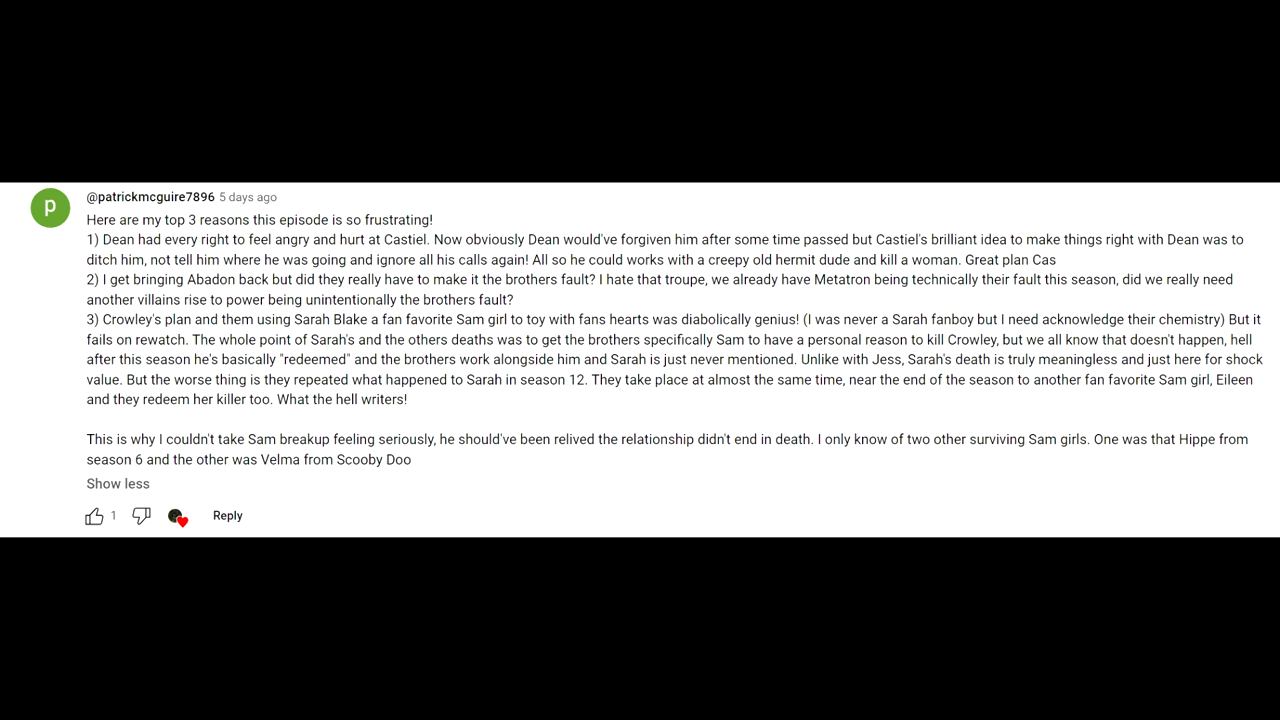 p
@patrickmcguire7896 5 days ago
Here are my top 3 reasons this episode is so frustrating!
1) Dean had every right to feel angry and hurt at Castiel. Now obviously Dean would've forgiven him after some time passed but Castiel's brilliant idea to make things right with Dean was to
ditch him, not tell him where he was going and ignore all his calls again! All so he could works with a creepy old hermit dude and kill a woman. Great plan Cas
2) I get bringing Abadon back but did they really have to make it the brothers fault? I hate that troupe, we already have Metatron being technically their fault this season, did we really need
another villains rise to power being unintentionally the brothers fault?
3) Crowley's plan and them using Sarah Blake a fan favorite Sam girl to toy with fans hearts was diabolically genius! (I was never a Sarah fanboy but I need acknowledge their chemistry) But it
fails on rewatch. The whole point of Sarah's and the others deaths was to get the brothers specifically Sam to have a personal reason to kill Crowley, but we all know that doesn't happen, hell
after this season he's basically "redeemed" and the brothers work alongside him and Sarah is just never mentioned. Unlike with Jess, Sarah's death is truly meaningless and just here for shock
value. But the worse thing is they repeated what happened to Sarah in season 12. They take place at almost the same time, near the end of the season to another fan favorite Sam girl, Eileen
and they redeem her killer too. What the hell writers!
This is why I couldn't take Sam breakup feeling seriously, he should've been relived the relationship didn't end in death. I only know of two other surviving Sam girls. One was that Hippe from
season 6 and the other was Velma from Scooby Doo
Show less
1 Reply